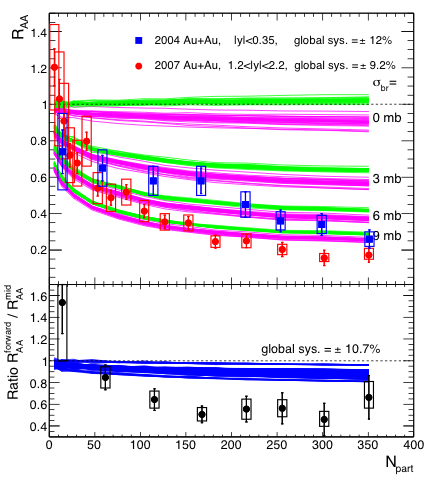 R_AA
1.4
1.2
1
0.8
0.6
0.4
0.2
2004 Au+Au, |y|<0.35, global sys.=± 12%
2007 Au+Au, 1.2<|y|<2.2, global sys.=± 9.2%
σ_br=
0 mb
3 mb
6 mb
9 mb
Ratio R_AA^forward / R_AA^mid
1.6
1.4
1.2
1
0.8
0.6
0.4
global sys. = ± 10.7%
0 50 100 150 200 250 300 350 400
N_part